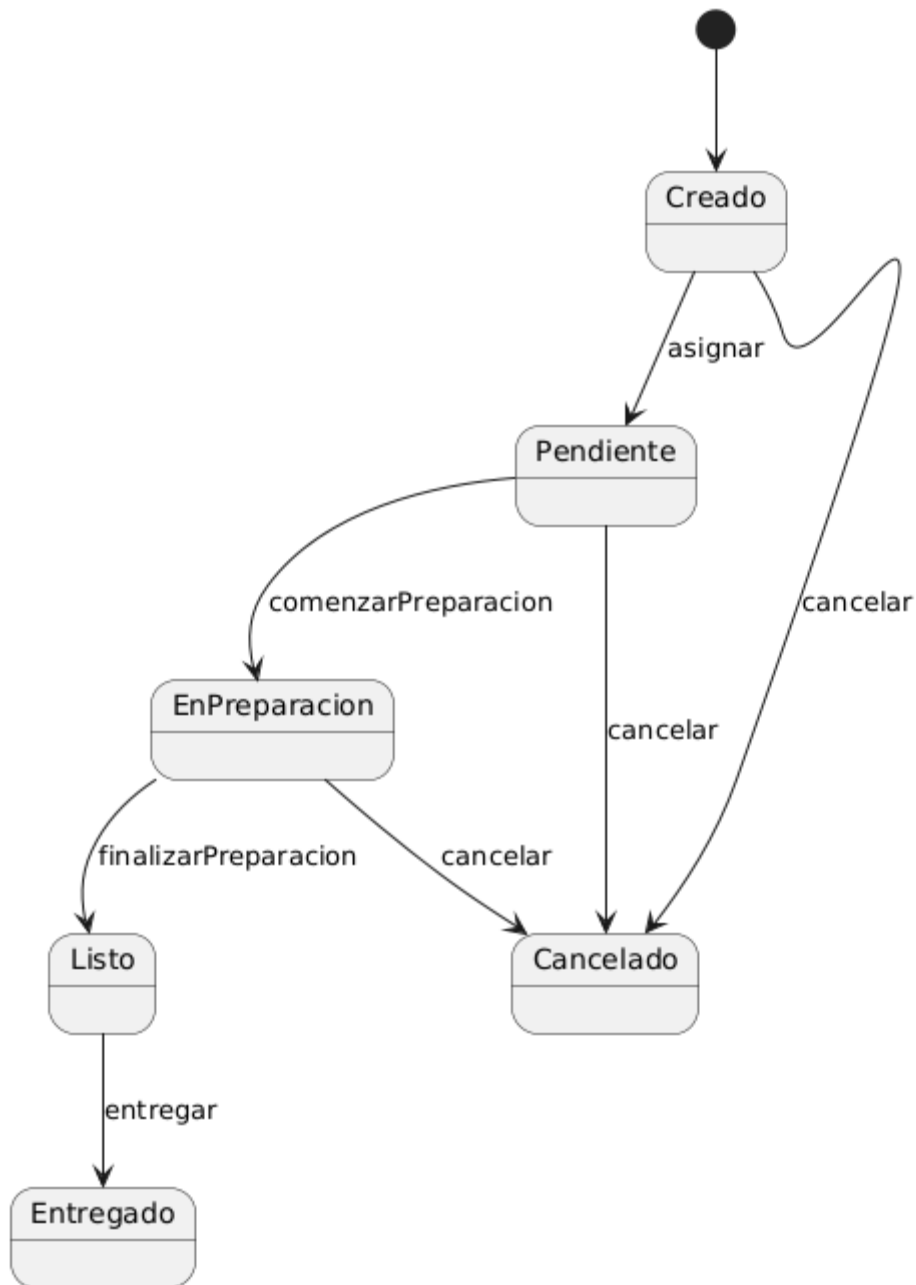 Creado
asignar
Pendiente
comenzarPreparacion
cancelar
EnPreparacion
cancelar
finalizarPreparacion
cancelar
Listo
Cancelado
entregar
Entregado